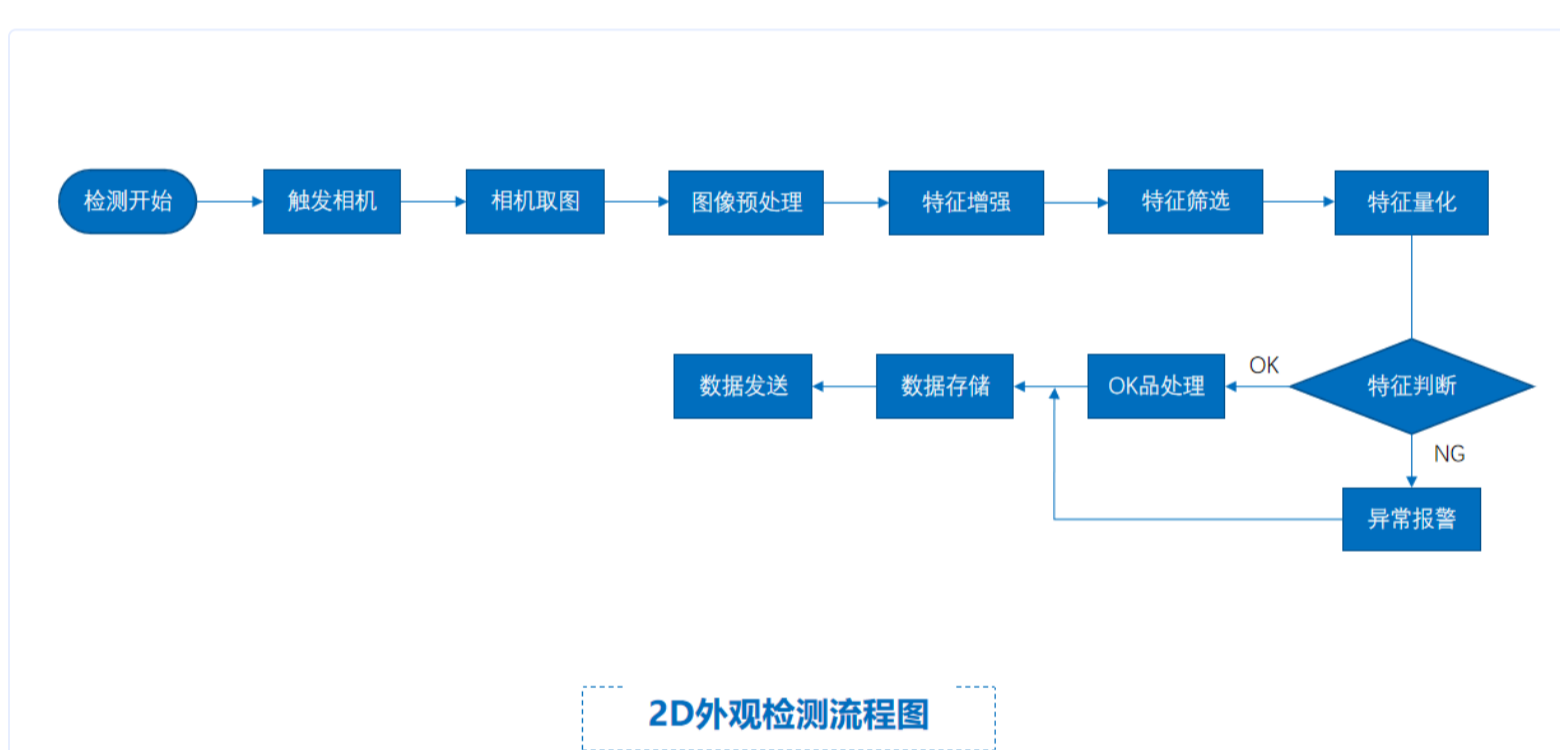 检测开始
触发相机
相机取图
图像预处理
特征增强
特征筛选
特征量化
数据发送
数据存储
OK品处理
OK
特征判断
NG
异常报警
2D外观检测流程图